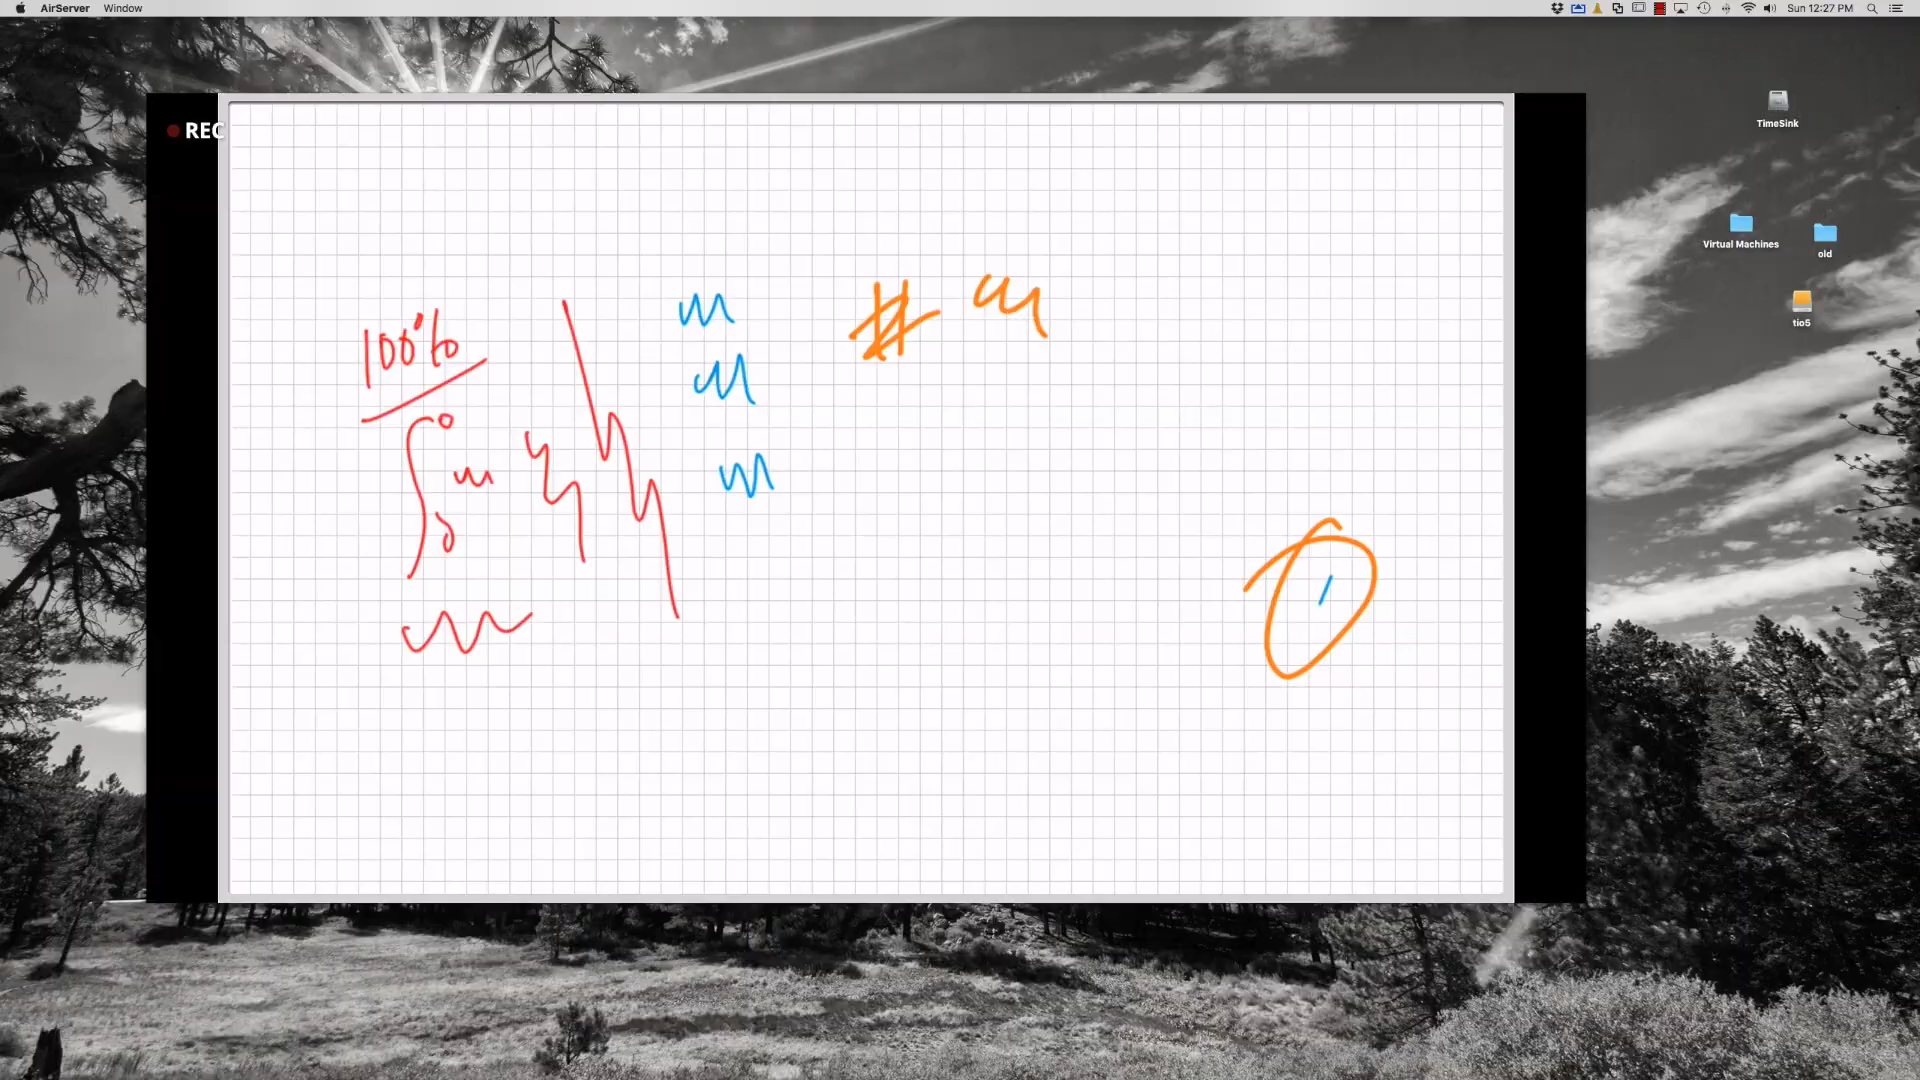 AirServer Window Sun 12:27 PM
REC
TimeSink
Virtual Machines
old
tio5
100%
#